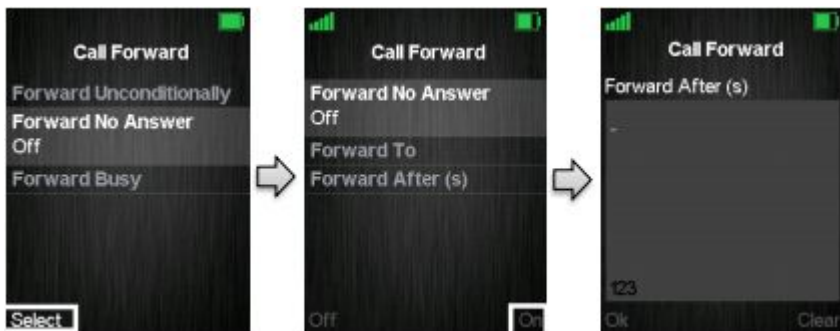 Call Forward
Forward Unconditionally
Forward No Answer
Off
Forward Busy
Select
Call Forward
Forward No Answer
Off
Forward To
Forward After (s)
Off On
Call Forward
Forward After (s)
123
Ok Clear